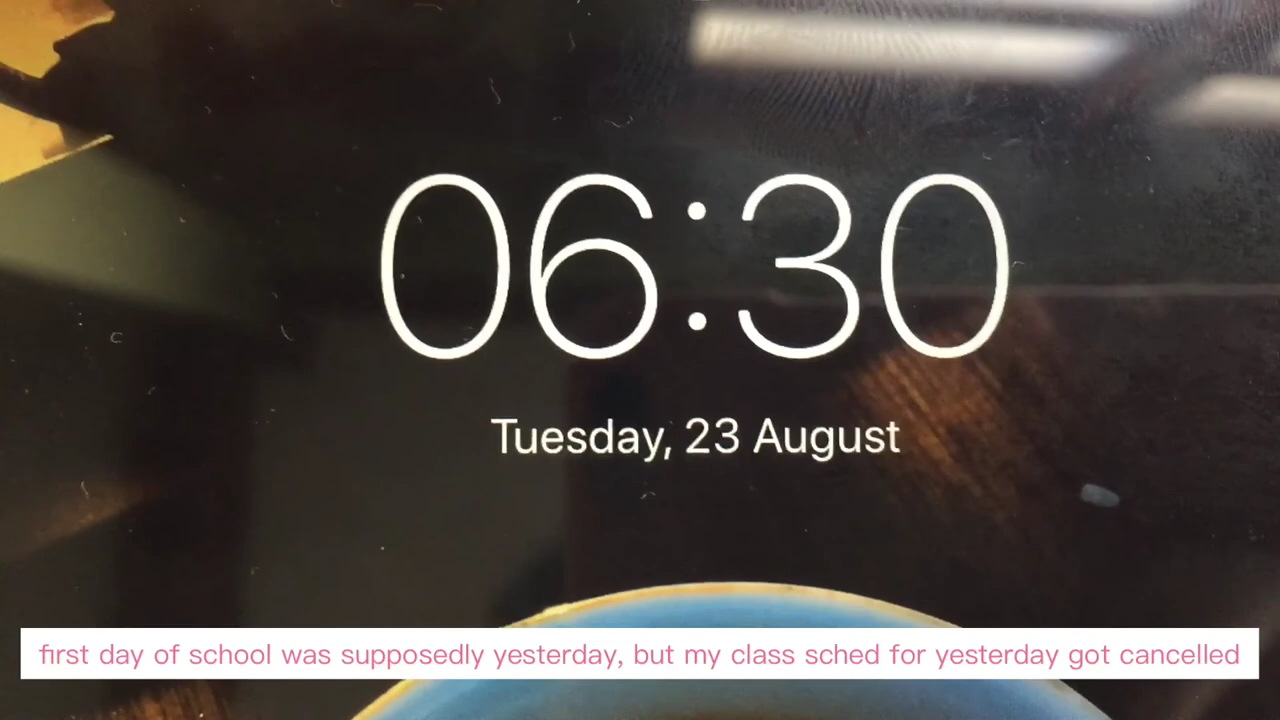 06:30
Tuesday, 23 August
first day of school was supposedly yesterday, but my class sched for yesterday got cancelled